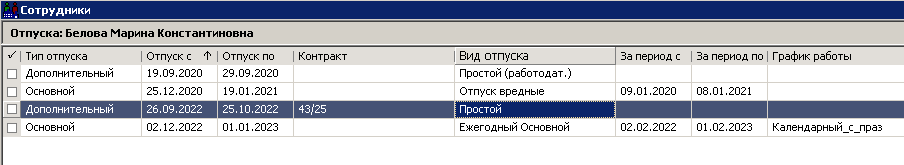 Сотрудники
Отпуска: Белова Марина Константиновна
✓ Тип отпуска Отпуск с ↑ Отпуск по Контракт Вид отпуска За период с За период по График работы
Дополнительный 19.09.2020 29.09.2020 Простой (работодат.)
Основной 25.12.2020 19.01.2021 Отпуск вредные 09.01.2020 08.01.2021
Дополнительный 26.09.2022 25.10.2022 43/25 Простой
Основной 02.12.2022 01.01.2023 Ежегодный Основной 02.02.2022 01.02.2023 Календарный_с_праз